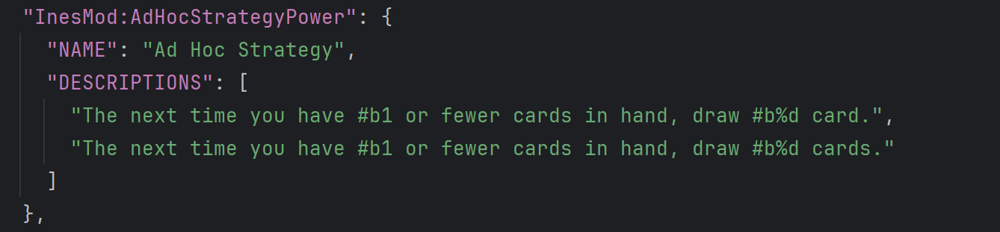 "InesMod:AdHocStrategyPower": {
"NAME": "Ad Hoc Strategy",
"DESCRIPTIONS": [
"The next time you have #b1 or fewer cards in hand, draw #b%d card.",
"The next time you have #b1 or fewer cards in hand, draw #b%d cards."
]
},